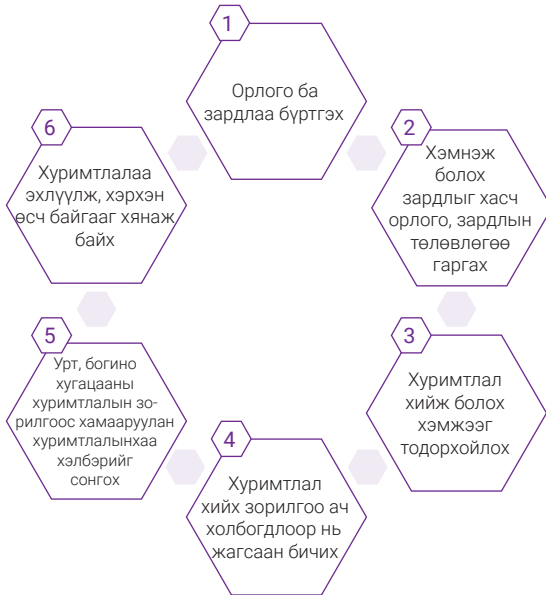 1
Орлого ба
зардлаа бүртгэх
2
Хэмнэж
болох
зардлыг хасч
орлого, зардлын
төлөвлөгөө
гаргах
3
Хуримтлал
хийж болох
хэмжээг
тодорхойлох
4
Хуримтлал
хийх зорилгоо ач
холбогдлоор нь
жагсаан бичих
5
Урт, богино
хугацааны
хуримтлалын зо-
рилгоос хамааруулан
хуримтлалынхаа
хэлбэрийг
сонгох
6
Хуримтлалаа
эхлүүлж, хэрхэн
өсч байгааг хянаж
байх